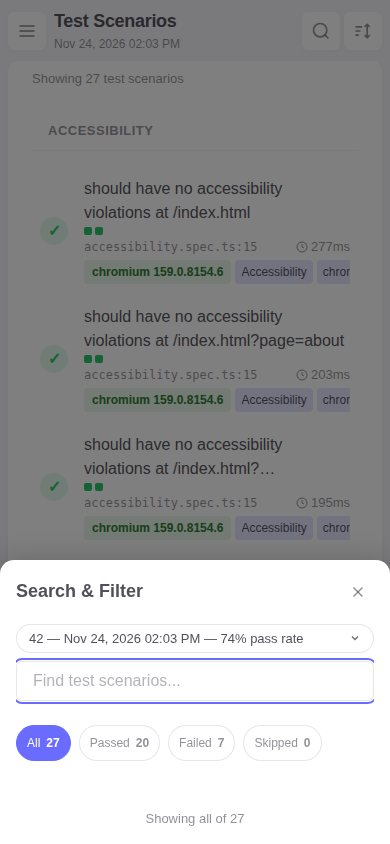 Test Scenarios
Nov 24, 2026 02:03 PM
Showing 27 test scenarios
ACCESSIBILITY
should have no accessibility
violations at /index.html
accessibility.spec.ts:15
277ms
chromium 159.0.8154.6
Accessibility
chror
should have no accessibility
violations at /index.html?page=about
accessibility.spec.ts:15
203ms
chromium 159.0.8154.6
Accessibility
chror
should have no accessibility
violations at /index.html?…
accessibility.spec.ts:15
195ms
chromium 159.0.8154.6
Accessibility
chror
Search & Filter
42 — Nov 24, 2026 02:03 PM — 74% pass rate
Find test scenarios...
All 27
Passed 20
Failed 7
Skipped 0
Showing all of 27